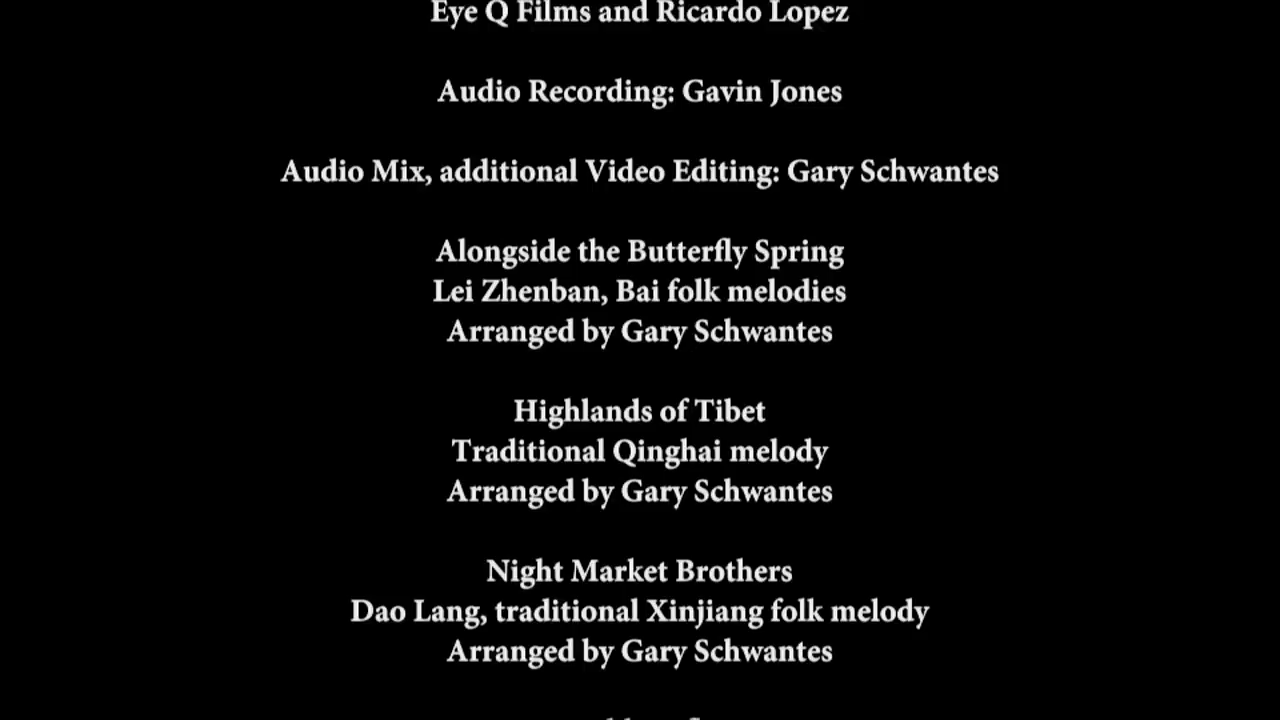 Eye Q Films and Ricardo Lopez
Audio Recording: Gavin Jones
Audio Mix, additional Video Editing: Gary Schwantes
Alongside the Butterfly Spring
Lei Zhenban, Bai folk melodies
Arranged by Gary Schwantes
Highlands of Tibet
Traditional Qinghai melody
Arranged by Gary Schwantes
Night Market Brothers
Dao Lang, traditional Xinjiang folk melody
Arranged by Gary Schwantes